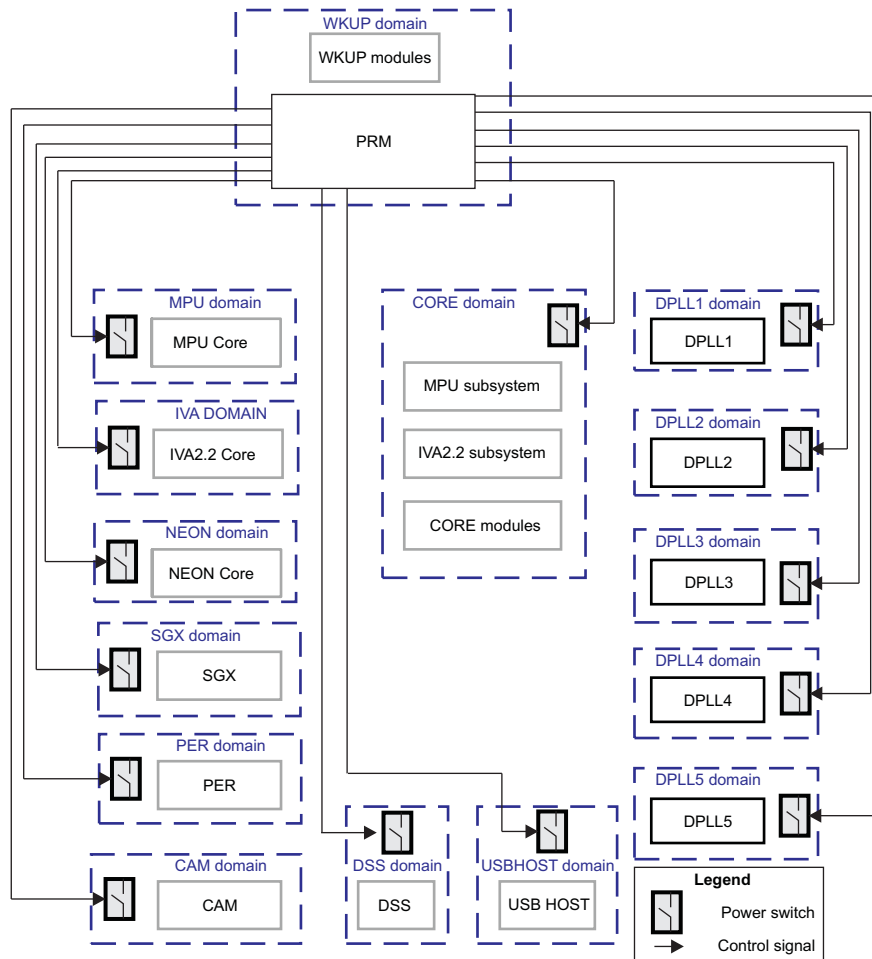 WKUP domain
WKUP modules
PRM
MPU domain
MPU Core
IVA DOMAIN
IVA2.2 Core
NEON domain
NEON Core
SGX domain
SGX
PER domain
PER
CAM domain
CAM
CORE domain
MPU subsystem
IVA2.2 subsystem
CORE modules
DSS domain
DSS
USBHOST domain
USB HOST
DPLL1 domain
DPLL1
DPLL2 domain
DPLL2
DPLL3 domain
DPLL3
DPLL4 domain
DPLL4
DPLL5 domain
DPLL5
Legend
Power switch
Control signal